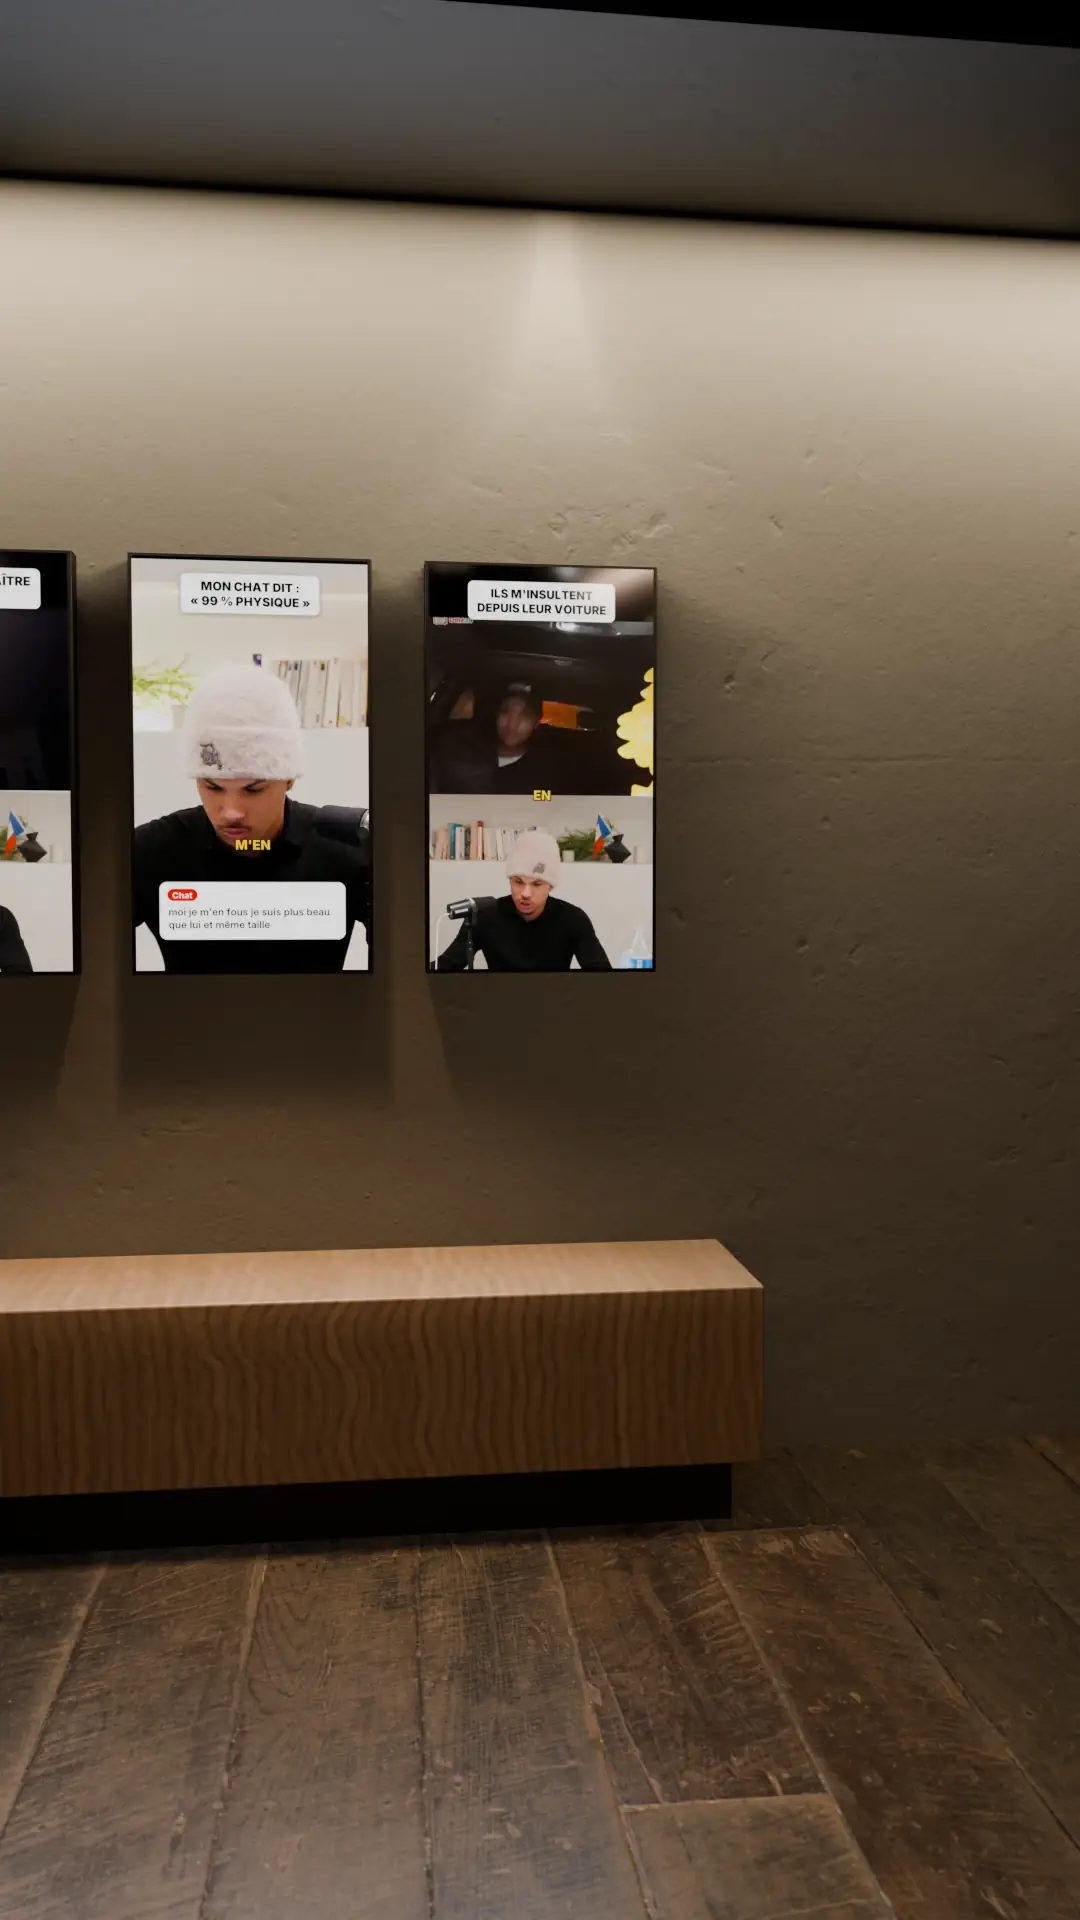 AÎTRE
MON CHAT DIT :
« 99 % PHYSIQUE »
M'EN
Chat
moi je m'en fous je suis plus beau
que lui et même taille
ILS M'INSULTENT
DEPUIS LEUR VOITURE
EN